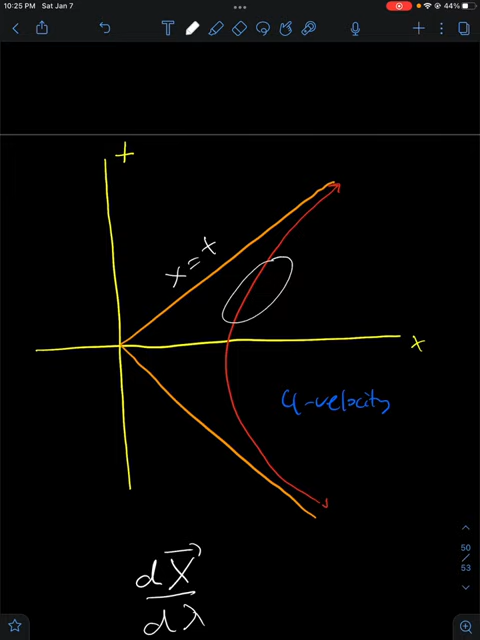 10:25 PM Sat Jan 7
44%
T
t
x = t
x
4-velocity
50
53
dX
dλ